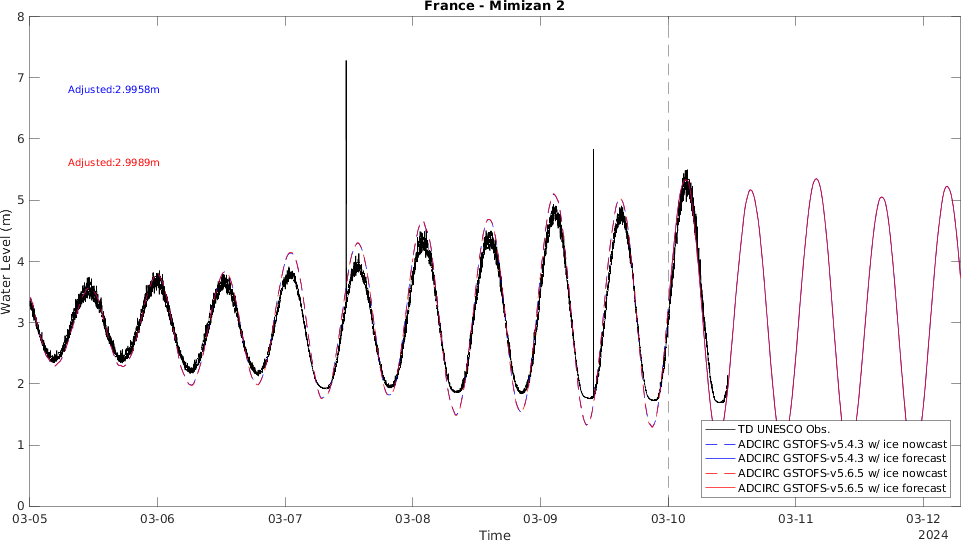 France - Mimizan 2
8
7
6
5
4
3
2
1
0
Water Level (m)
Adjusted:2.9958m
Adjusted:2.9989m
TD UNESCO Obs.
ADCIRC GSTOFS-v5.4.3 w/ ice nowcast
ADCIRC GSTOFS-v5.4.3 w/ ice forecast
ADCIRC GSTOFS-v5.6.5 w/ ice nowcast
ADCIRC GSTOFS-v5.6.5 w/ ice forecast
03-05 03-06 03-07 03-08 03-09 03-10 03-11 03-12
Time
2024